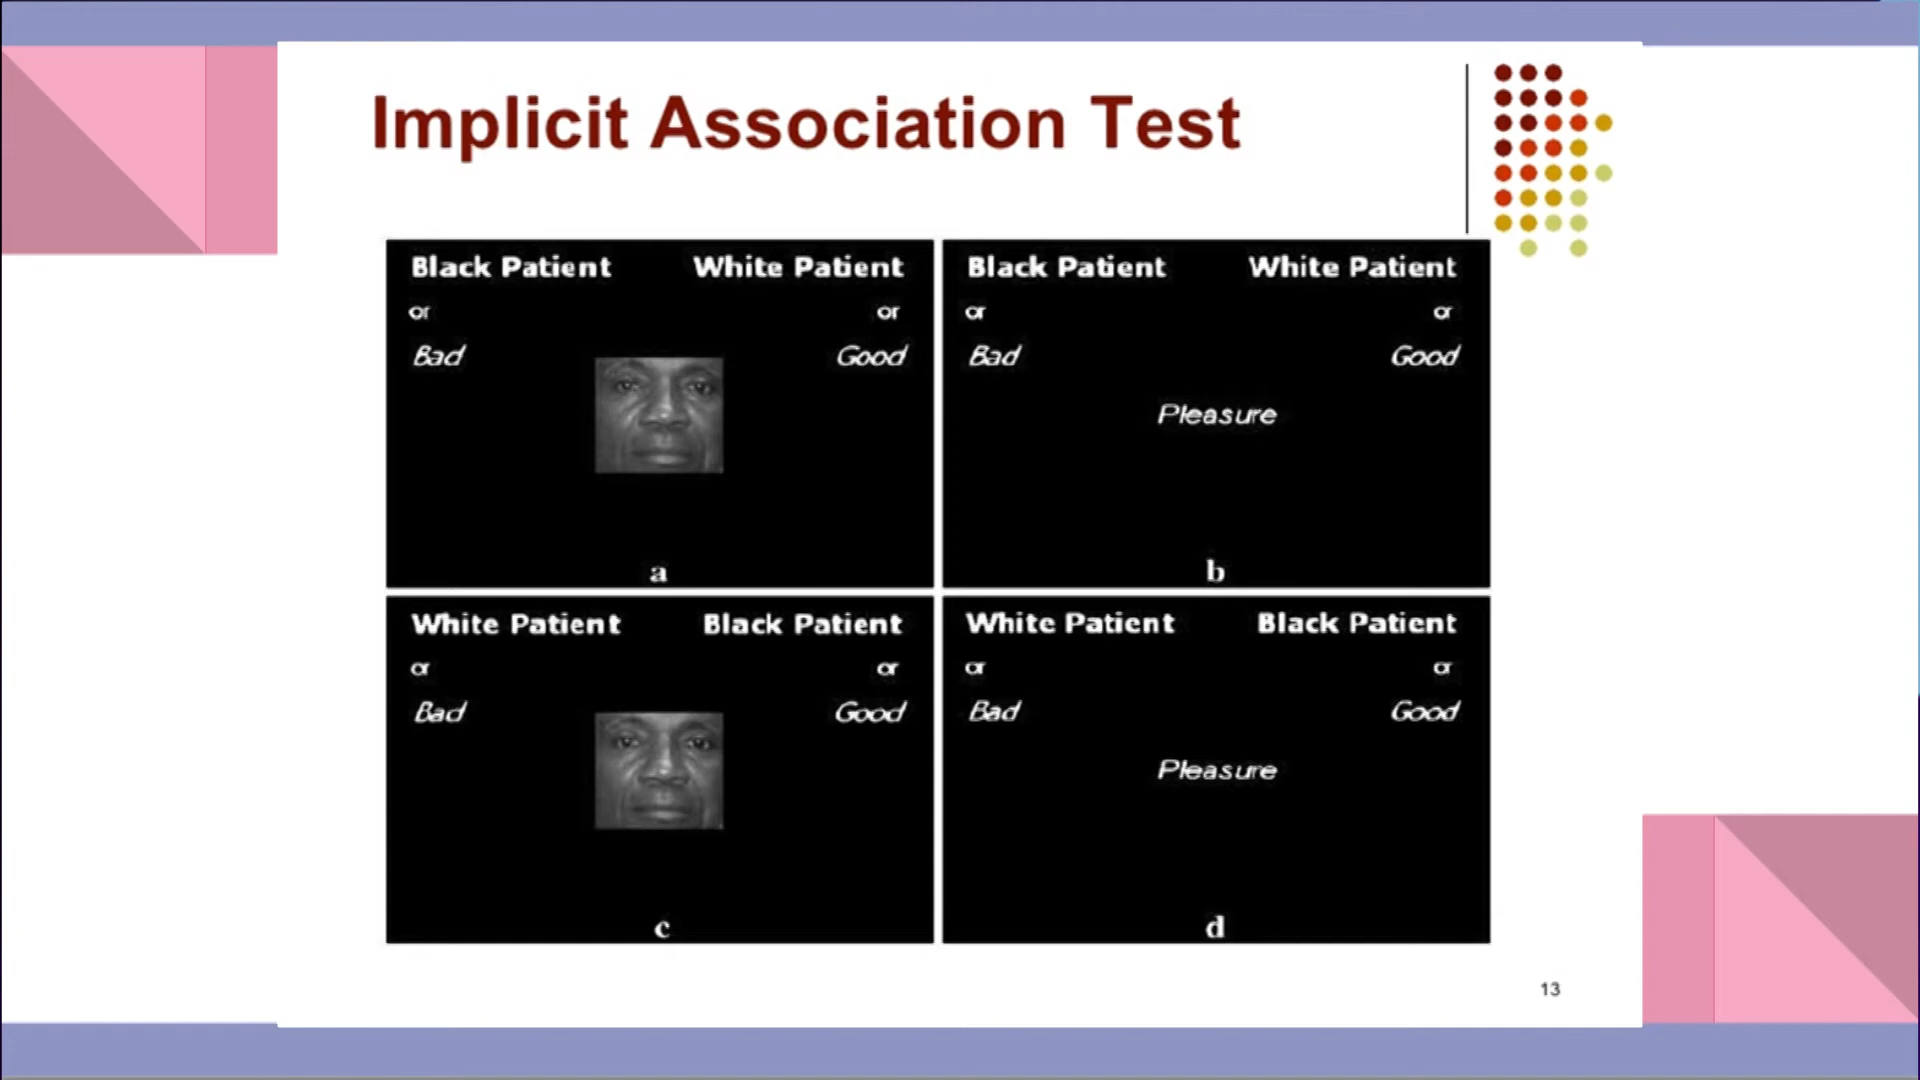 Implicit Association Test
Black Patient White Patient
or or
Bad Good
a
Black Patient White Patient
or or
Bad Good
Pleasure
b
White Patient Black Patient
or or
Bad Good
c
White Patient Black Patient
or or
Bad Good
Pleasure
d
13